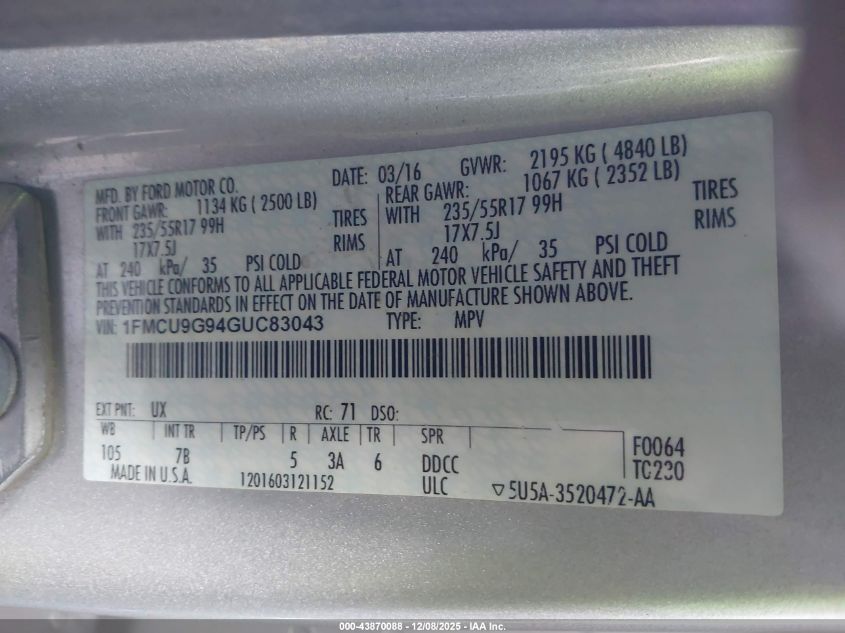 MFD. BY FORD MOTOR CO. DATE: 03/16 GVWR: 2195 KG ( 4840 LB)
FRONT GAWR: 1134 KG ( 2500 LB) REAR GAWR: 1067 KG ( 2352 LB)
WITH 235/55R17 99H TIRES WITH 235/55R17 99H TIRES
17X7.5J RIMS 17X7.5J RIMS
AT 240 kPa/ 35 PSI COLD AT 240 kPa/ 35 PSI COLD
THIS VEHICLE CONFORMS TO ALL APPLICABLE FEDERAL MOTOR VEHICLE SAFETY AND THEFT
PREVENTION STANDARDS IN EFFECT ON THE DATE OF MANUFACTURE SHOWN ABOVE.
VIN: 1FMCU9G94GUC83043 TYPE: MPV
EXT PNT: UX RC: 71 DSO:
WB INT TR TP/PS R AXLE TR SPR F0064
105 7B 5 3A 6 DDCC TC230
MADE IN U.S.A. 1201603121152 ULC ▽5U5A-3520472-AA
000-43870088 - 12/08/2025 - IAA Inc.